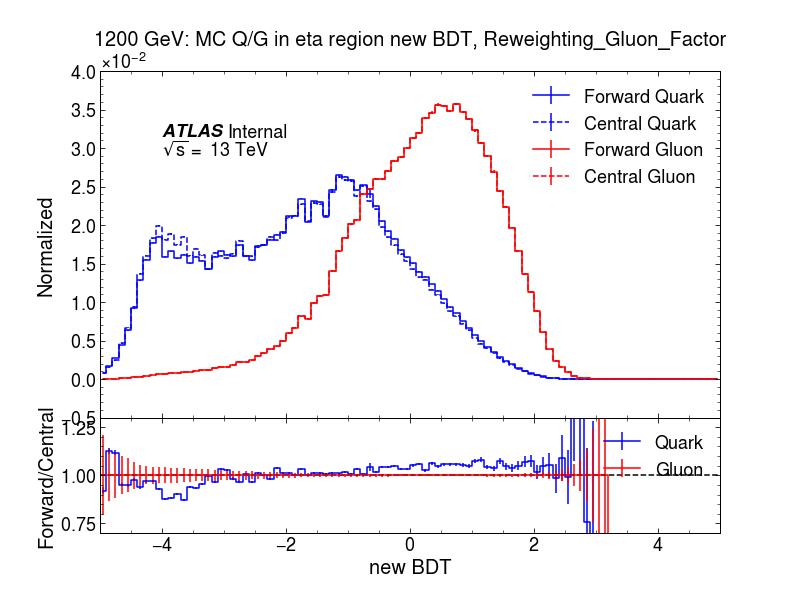 1200 GeV: MC Q/G in eta region new BDT, Reweighting_Gluon_Factor
×10⁻²
4.0
3.5
3.0
2.5
2.0
1.5
1.0
0.5
0.0
−0.5
Normalized
ATLAS Internal
√s = 13 TeV
Forward Quark
Central Quark
Forward Gluon
Central Gluon
1.25
1.00
0.75
Forward/Central
Quark
Gluon
−4 −2 0 2 4
new BDT